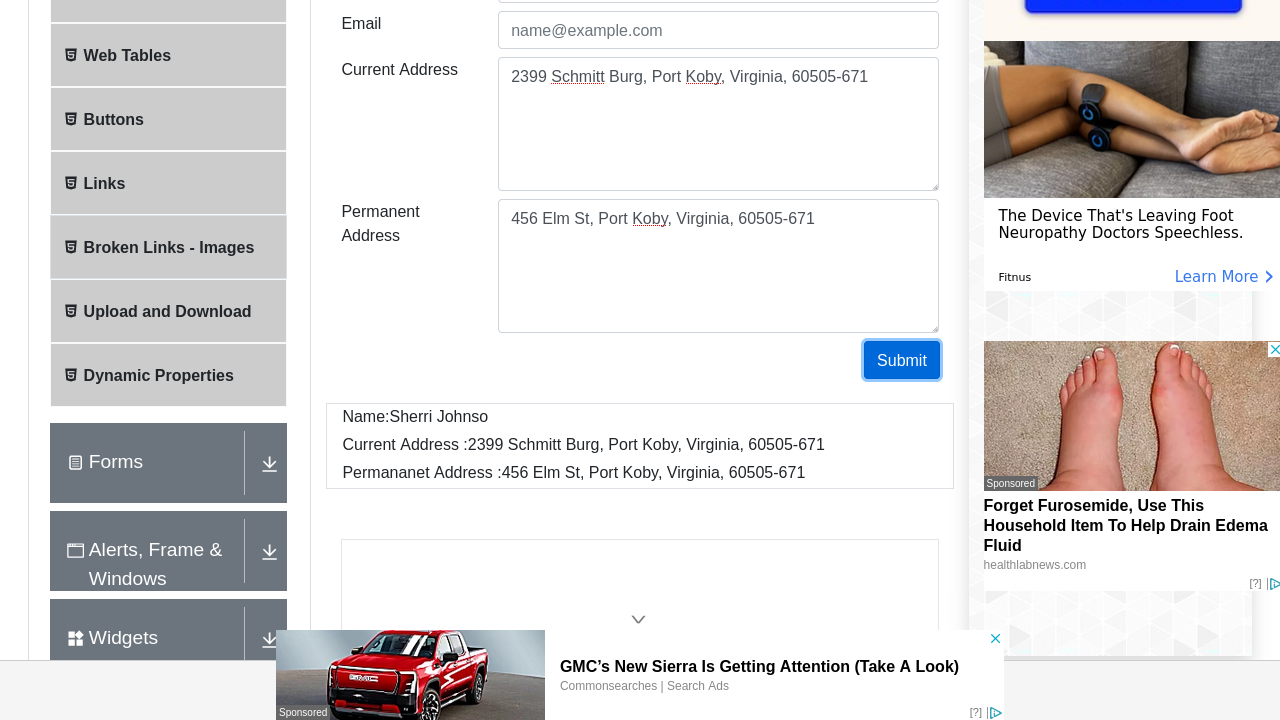 Email
name@example.com
Web Tables
Current Address
2399 Schmitt Burg, Port Koby, Virginia, 60505-671
Buttons
Links
Permanent
Address
456 Elm St, Port Koby, Virginia, 60505-671
Broken Links - Images
Upload and Download
Dynamic Properties
Submit
Name:Sherri Johnso
Current Address :2399 Schmitt Burg, Port Koby, Virginia, 60505-671
Permananet Address :456 Elm St, Port Koby, Virginia, 60505-671
Forms
Alerts, Frame &
Windows
Widgets
The Device That's Leaving Foot
Neuropathy Doctors Speechless.
Fitnus
Learn More
Sponsored
Forget Furosemide, Use This
Household Item To Help Drain Edema
Fluid
healthlabnews.com
[?]
GMC’s New Sierra Is Getting Attention (Take A Look)
Commonsearches | Search Ads
Sponsored
[?]